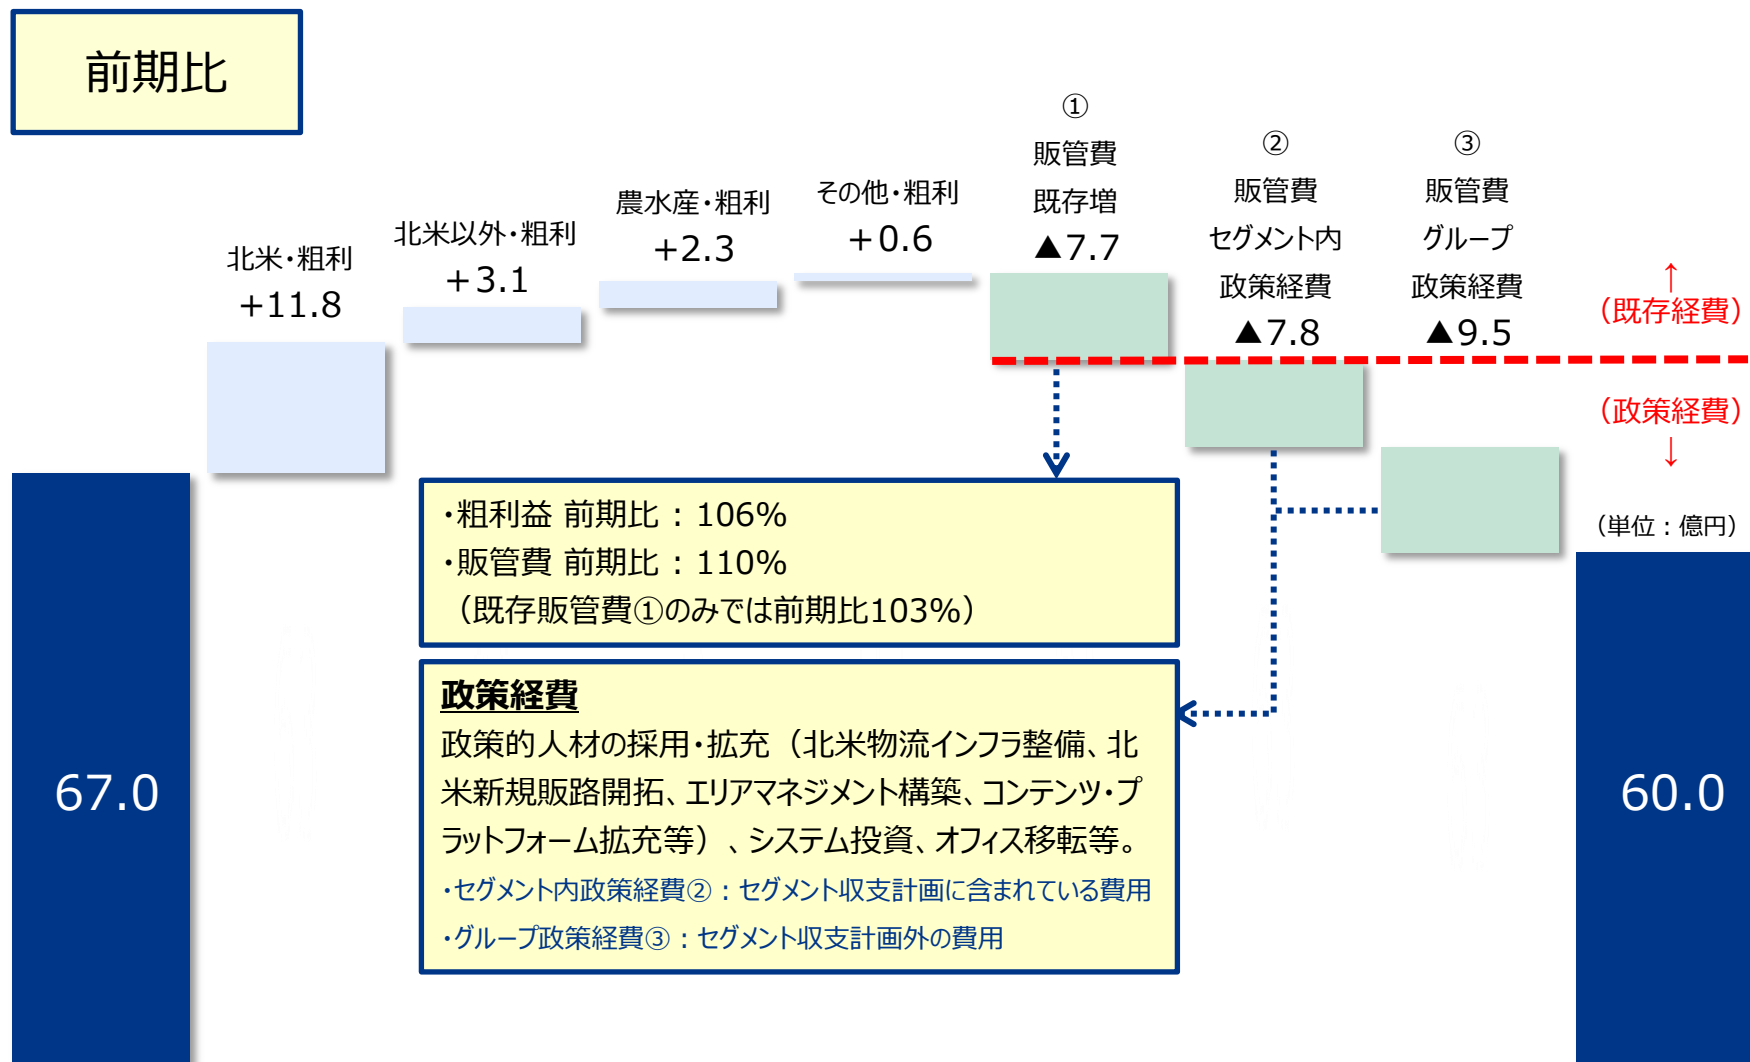 前期比
北米・粗利
+11.8
北米以外・粗利
+3.1
農水産・粗利
+2.3
その他・粗利
+0.6
①
販管費
既存増
▲7.7
②
販管費
セグメント内
政策経費
▲7.8
③
販管費
グループ
政策経費
▲9.5
↑
（既存経費）
（政策経費）
↓
（単位：億円）
67.0
60.0
・粗利益 前期比：106%
・販管費 前期比：110%
（既存販管費①のみでは前期比103%）
政策経費
政策的人材の採用・拡充（北米物流インフラ整備、北
米新規販路開拓、エリアマネジメント構築、コンテンツ・プ
ラットフォーム拡充等）、システム投資、オフィス移転等。
・セグメント内政策経費②：セグメント収支計画に含まれている費用
・グループ政策経費③：セグメント収支計画外の費用